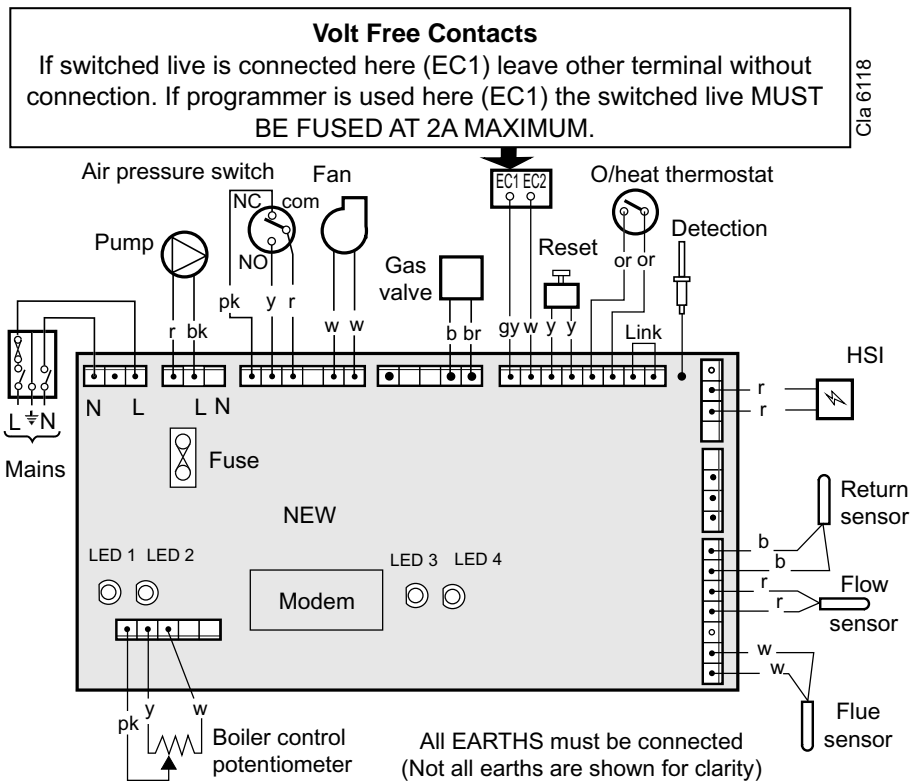 Volt Free Contacts
If switched live is connected here (EC1) leave other terminal without
connection. If programmer is used here (EC1) the switched live MUST
BE FUSED AT 2A MAXIMUM.
Cla 6118
Air pressure switch
Fan
EC1 EC2
O/heat thermostat
NC
com
Pump
NO
Gas
valve
Reset
Detection
or or
pk
y
r
r
bk
w
w
b
br
gy
w
y
y
Link
HSI
r
r
N
L
L
N
L
N
Mains
Fuse
NEW
Return
sensor
b
b
LED 1
LED 2
LED 3
LED 4
Modem
r
r
Flow
sensor
w
w
pk
y
w
Boiler control
potentiometer
All EARTHS must be connected
(Not all earths are shown for clarity)
Flue
sensor